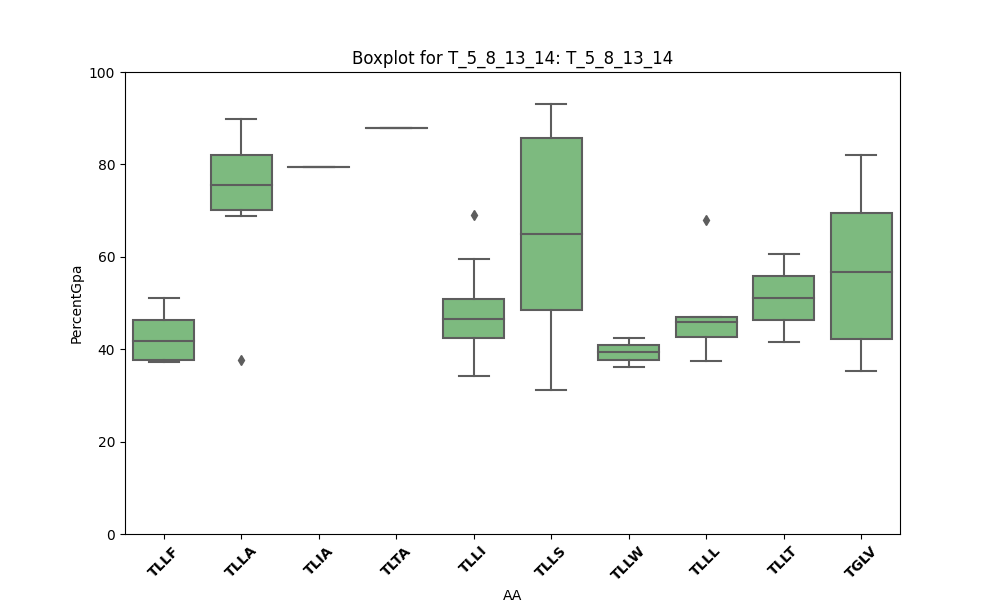 Boxplot for T_5_8_13_14: T_5_8_13_14
100
80
60
40
20
0
PercentGpa
TLLF TLLA TLIA TLTA TLLI TLLS TLLW TLLL TLLT TGLV
AA